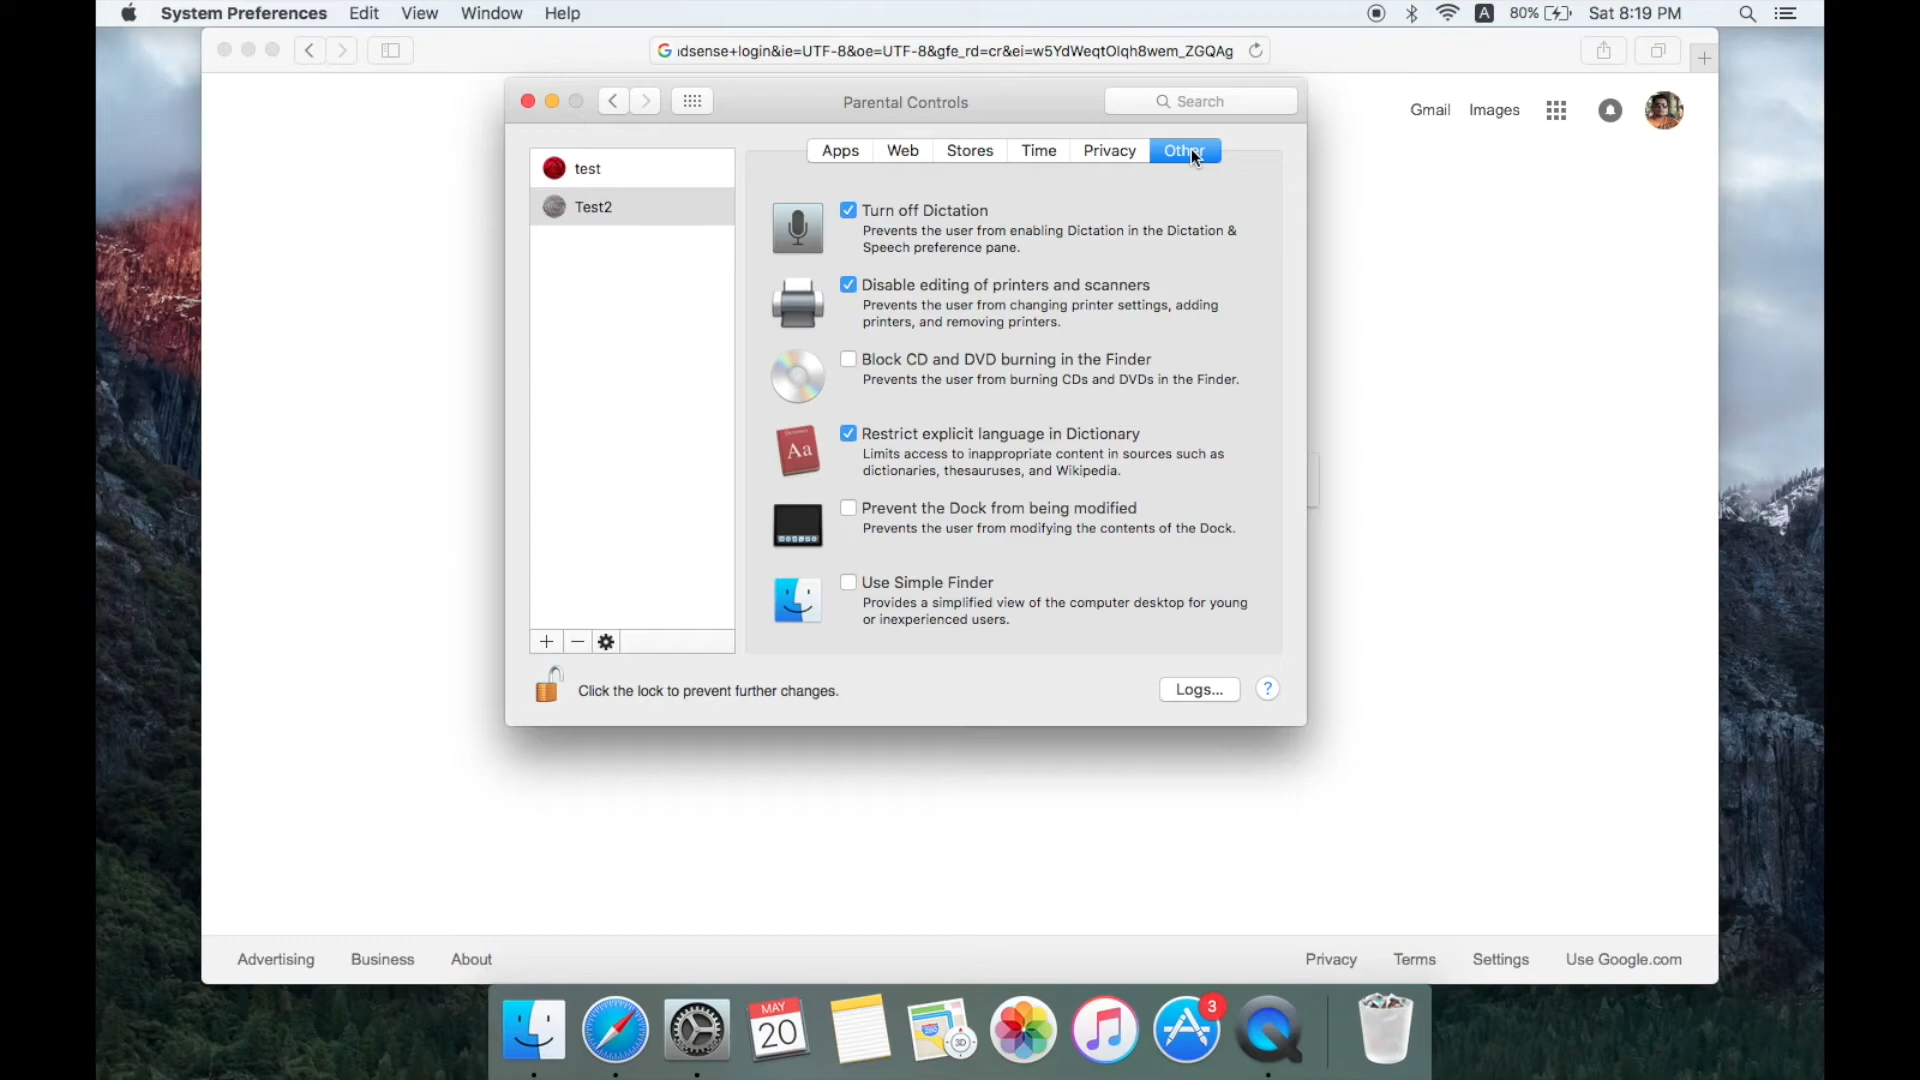 System Preferences Edit View Window Help
A 80% Sat 8:19 PM
dsense+login&ie=UTF-8&oe=UTF-8&gfe_rd=cr&ei=w5YdWeqtOlqh8wem_ZGQAg
Parental Controls
Search
Gmail Images
Apps Web Stores Time Privacy Other
test
Test2
Turn off Dictation
Prevents the user from enabling Dictation in the Dictation &
Speech preference pane.
Disable editing of printers and scanners
Prevents the user from changing printer settings, adding
printers, and removing printers.
Block CD and DVD burning in the Finder
Prevents the user from burning CDs and DVDs in the Finder.
Restrict explicit language in Dictionary
Limits access to inappropriate content in sources such as
dictionaries, thesauruses, and Wikipedia.
Aa
Prevent the Dock from being modified
Prevents the user from modifying the contents of the Dock.
Use Simple Finder
Provides a simplified view of the computer desktop for young
or inexperienced users.
Click the lock to prevent further changes.
Logs... ?
Advertising Business About
Privacy Terms Settings Use Google.com
MAY
20
280
3D
3